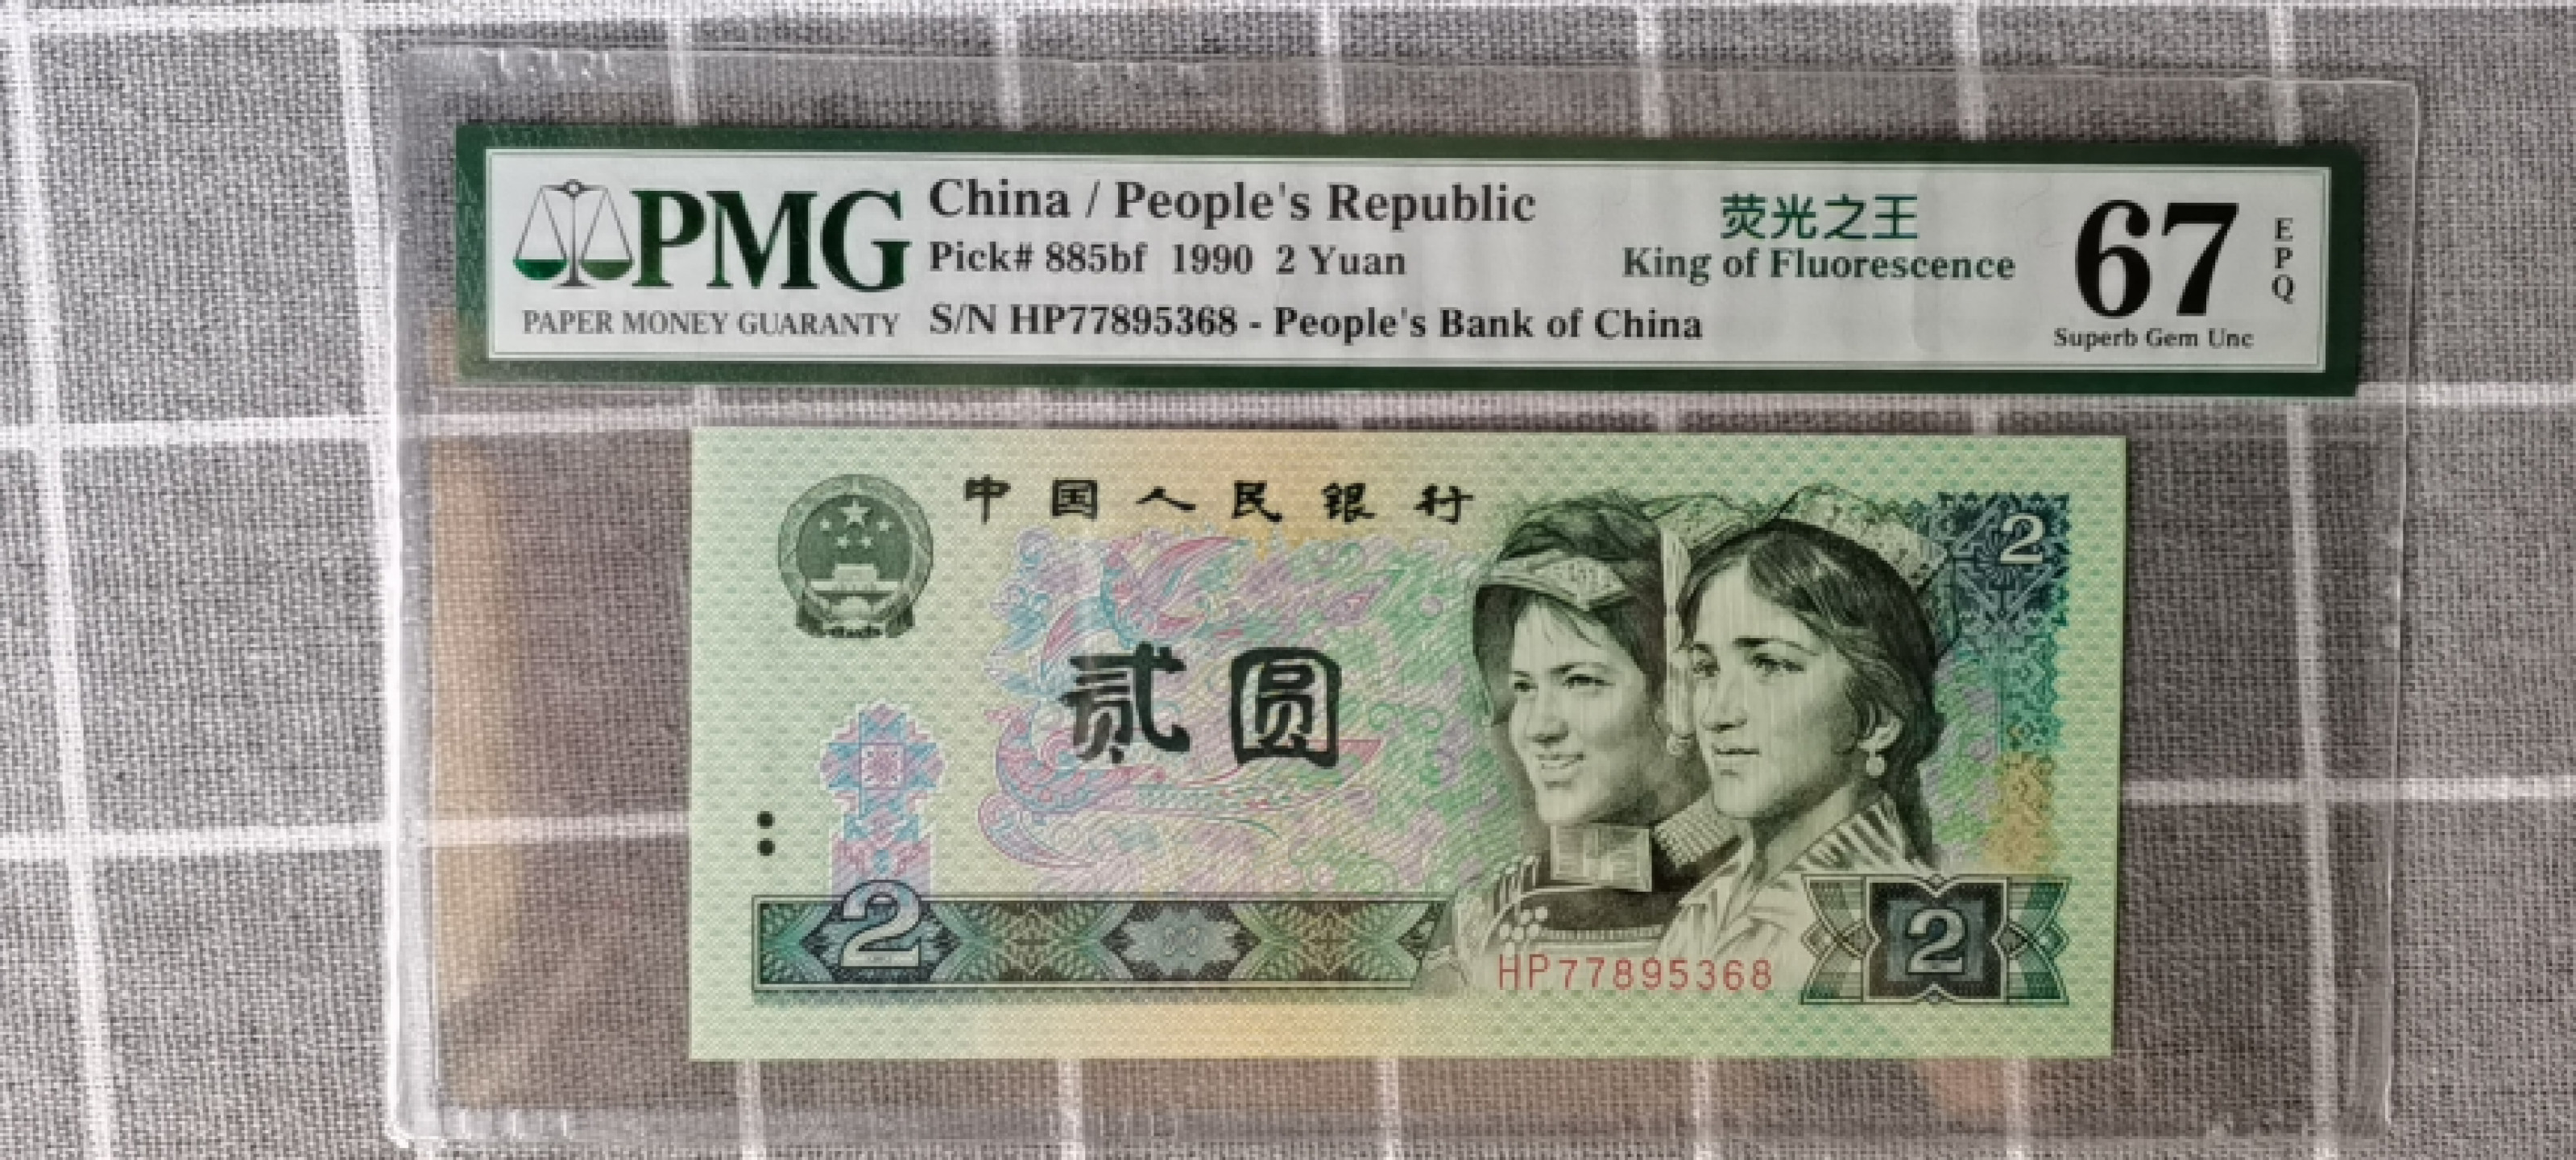 PMG
PAPER MONEY GUARANTY
China / People's Republic
Pick# 885bf 1990 2 Yuan
S/N HP77895368 - People's Bank of China
荧光之王
King of Fluorescence
67
EPQ
Superb Gem Unc
中国人民银行
2
贰圆
2
HP77895368
2